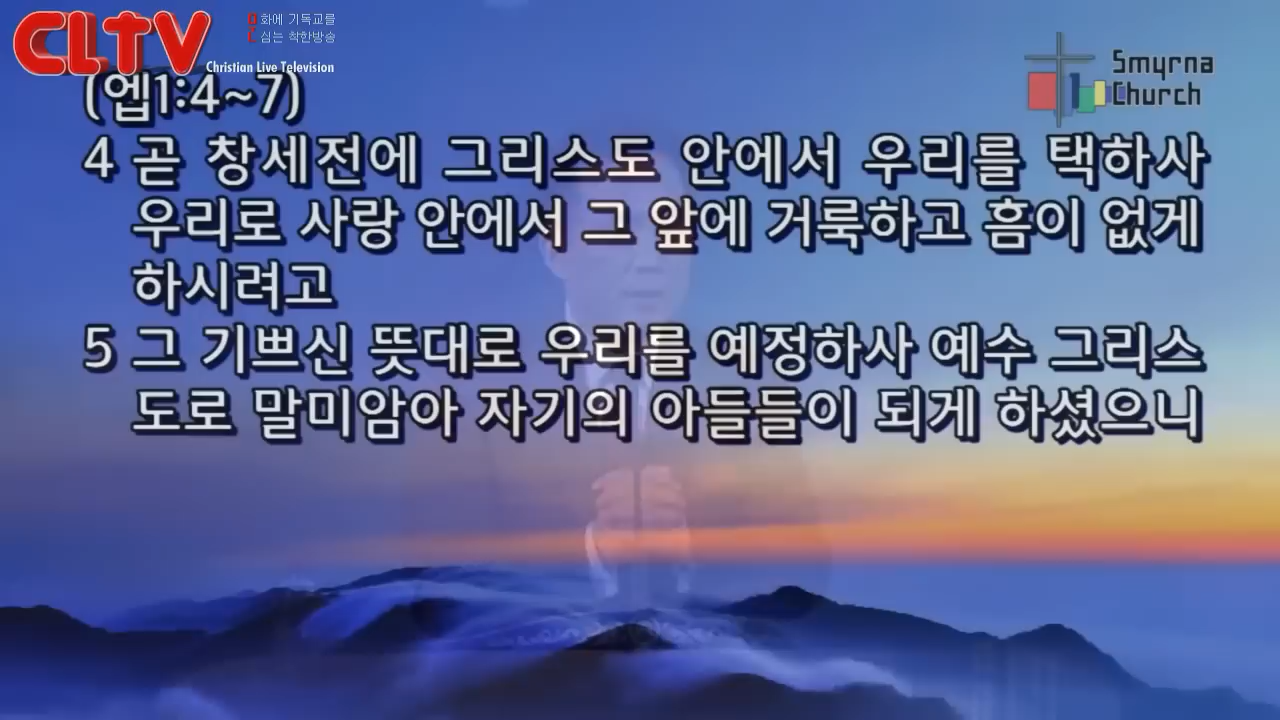 CLTV
화에 기독교를
심는 착한방송
Christian Live Television
Smyrna
Church
(엡1:4~7)
4 곧 창세전에 그리스도 안에서 우리를 택하사
우리로 사랑 안에서 그 앞에 거룩하고 흠이 없게
하시려고
5 그 기쁘신 뜻대로 우리를 예정하사 예수 그리스
도로 말미암아 자기의 아들들이 되게 하셨으니